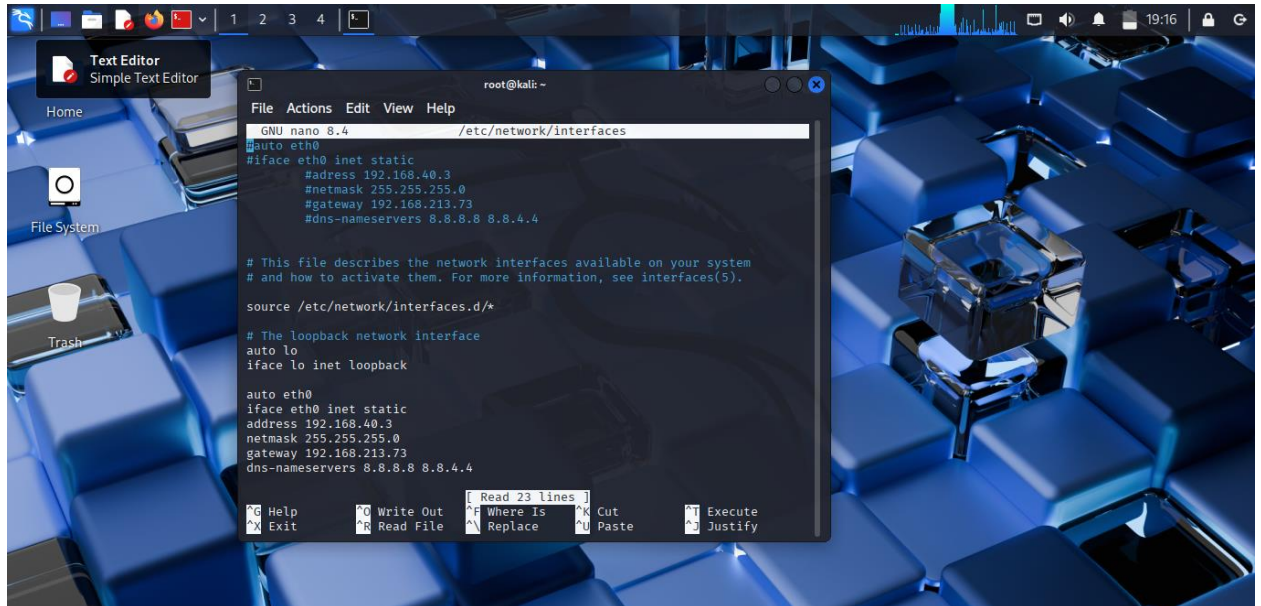 1 2 3 4
19:16
Text Editor
Simple Text Editor
Home
File System
Trash
root@kali: ~
File Actions Edit View Help
GNU nano 8.4 /etc/network/interfaces
#auto eth0
#iface eth0 inet static
#adress 192.168.40.3
#netmask 255.255.255.0
#gateway 192.168.213.73
#dns-nameservers 8.8.8.8 8.8.4.4
# This file describes the network interfaces available on your system
# and how to activate them. For more information, see interfaces(5).
source /etc/network/interfaces.d/*
# The loopback network interface
auto lo
iface lo inet loopback
auto eth0
iface eth0 inet static
address 192.168.40.3
netmask 255.255.255.0
gateway 192.168.213.73
dns-nameservers 8.8.8.8 8.8.4.4
[ Read 23 lines ]
^G Help ^O Write Out ^F Where Is ^K Cut ^T Execute
^X Exit ^R Read File ^\ Replace ^U Paste ^J Justify